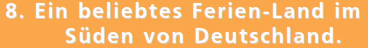 8. Ein beliebtes Ferien-Land im
Süden von Deutschland.